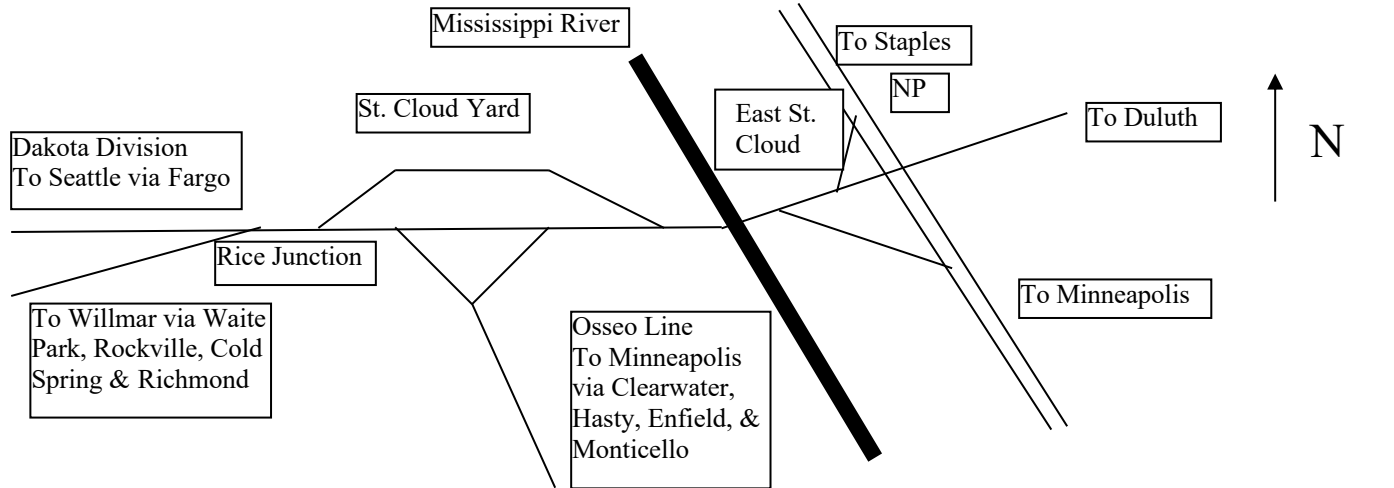 Mississippi River
To Staples
NP
St. Cloud Yard
East St.
Cloud
To Duluth
N
Dakota Division
To Seattle via Fargo
Rice Junction
To Minneapolis
To Willmar via Waite
Park, Rockville, Cold
Spring & Richmond
Osseo Line
To Minneapolis
via Clearwater,
Hasty, Enfield, &
Monticello